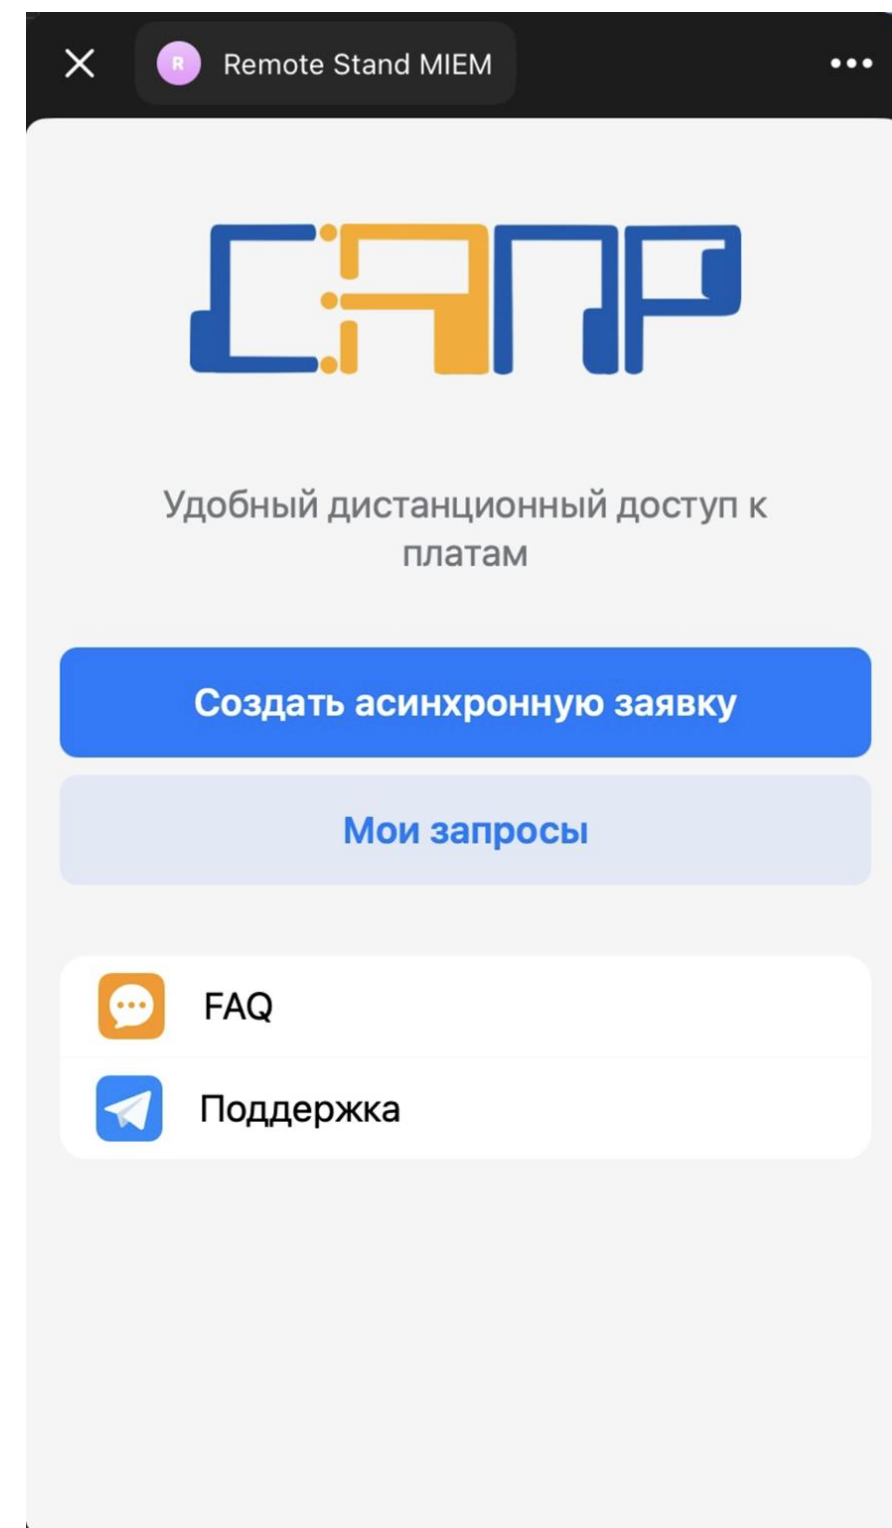 R
Remote Stand MIEM
САПР
Удобный дистанционный доступ к
платам
Создать асинхронную заявку
Мои запросы
FAQ
Поддержка